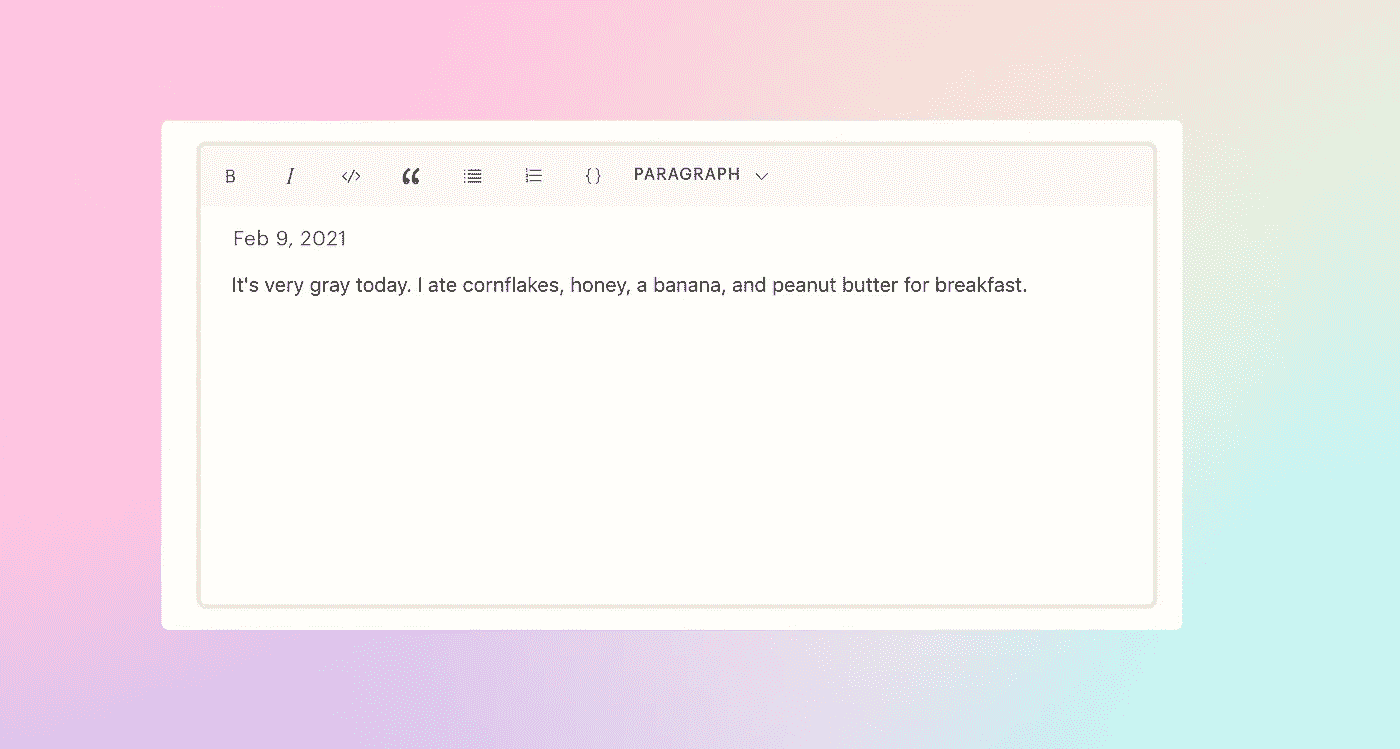 B I </> “ {} PARAGRAPH
Feb 9, 2021
It's very gray today. I ate cornflakes, honey, a banana, and peanut butter for breakfast.